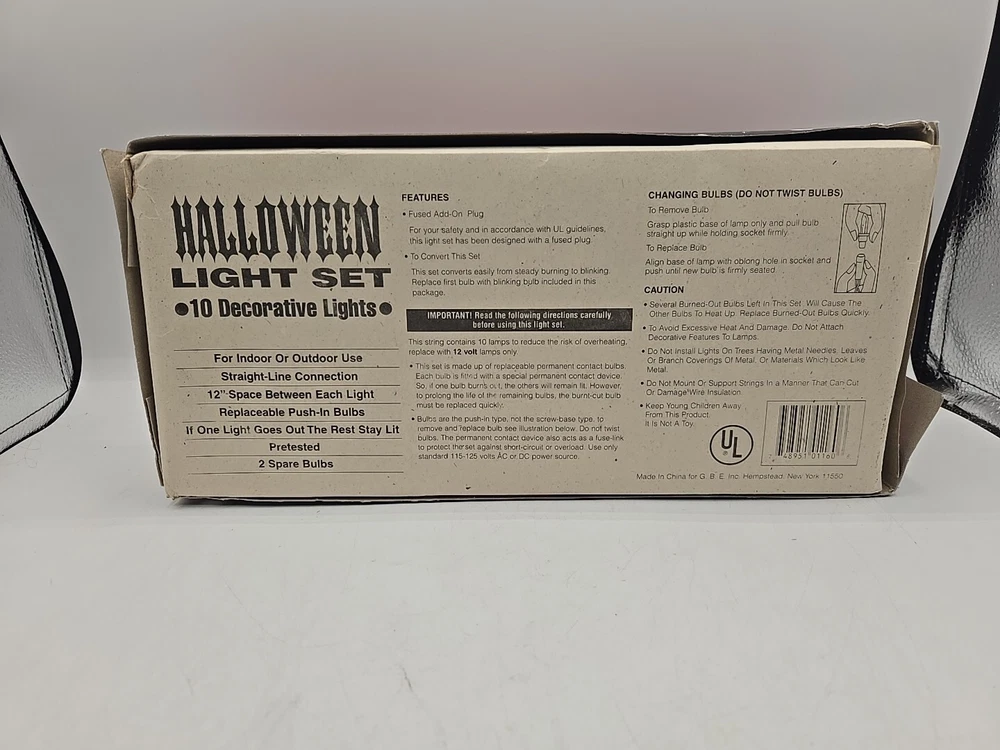 HALLOWEEN
LIGHT SET
•10 Decorative Lights•
For Indoor Or Outdoor Use
Straight-Line Connection
12" Space Between Each Light
Replaceable Push-In Bulbs
If One Light Goes Out The Rest Stay Lit
Pretested
2 Spare Bulbs
FEATURES
• Fused Add-On Plug
For your safety and in accordance with UL guidelines,
this light set has been designed with a fused plug.
• To Convert This Set
This set converts easily from steady burning to blinking.
Replace first bulb with blinking bulb included in this
package.
IMPORTANT! Read the following directions carefully
before using this light set.
This string contains 10 lamps to reduce the risk of overheating,
replace with 12 volt lamps only.
• This set is made up of replaceable permanent contact bulbs.
Each bulb is fitted with a special permanent contact device.
So, if one bulb burns out, the others will remain lit. However,
to prolong the life of the remaining bulbs, the burnt-out bulb
must be replaced quickly.
• Bulbs are the push-in type, not the screw-base type, to
remove and replace bulb see illustration below. Do not twist
bulbs. The permanent contact device also acts as a fuse-link
to protect the set against short-circuit or overload. Use only
standard 115-125 volts AC or DC power source.
CHANGING BULBS (DO NOT TWIST BULBS)
To Remove Bulb
Grasp plastic base of lamp only and pull bulb
straight up while holding socket firmly.
To Replace Bulb
Align base of lamp with oblong hole in socket and
push until new bulb is firmly seated.
CAUTION
• Several Burned-Out Bulbs Left In This Set Will Cause The
Other Bulbs To Heat Up. Replace Burned-Out Bulbs Quickly.
• To Avoid Excessive Heat And Damage. Do Not Attach
Decorative Features To Lamps.
• Do Not Install Lights On Trees Having Metal Needles, Leaves
Or Branch Coverings Of Metal, Or Materials Which Look Like
Metal.
• Do Not Mount Or Support Strings In a Manner That Can Cut
Or Damage Wire Insulation.
• Keep Young Children Away
From This Product.
It Is Not A Toy.
UL
48951 01160
Made In China for G. B. E. Inc. Hempstead, New York 11550